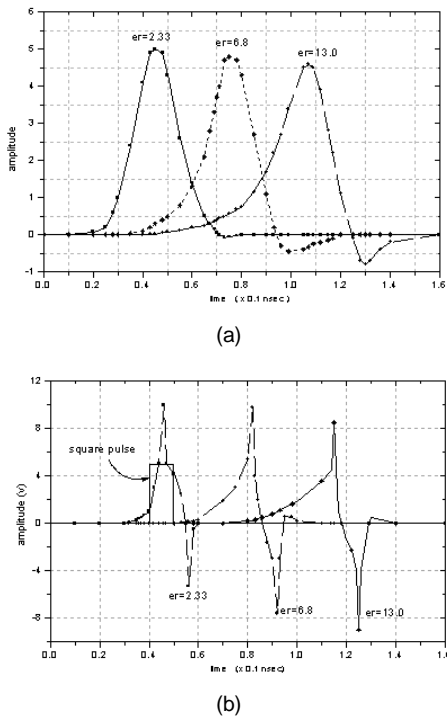 6
er=2.33
er=6.8
er=13.0
5
4
3
2
1
0
-1
amplitude
0.0 0.2 0.4 0.6 0.8 1.0 1.2 1.4 1.6
time (x 0.1 nsec)
(a)
12
8
4
0
-4
-8
amplitude (v)
square pulse
er=2.33
er=6.8
er=13.0
0.0 0.2 0.4 0.6 0.8 1.0 1.2 1.4 1.6
time (x 0.1 nsec)
(b)